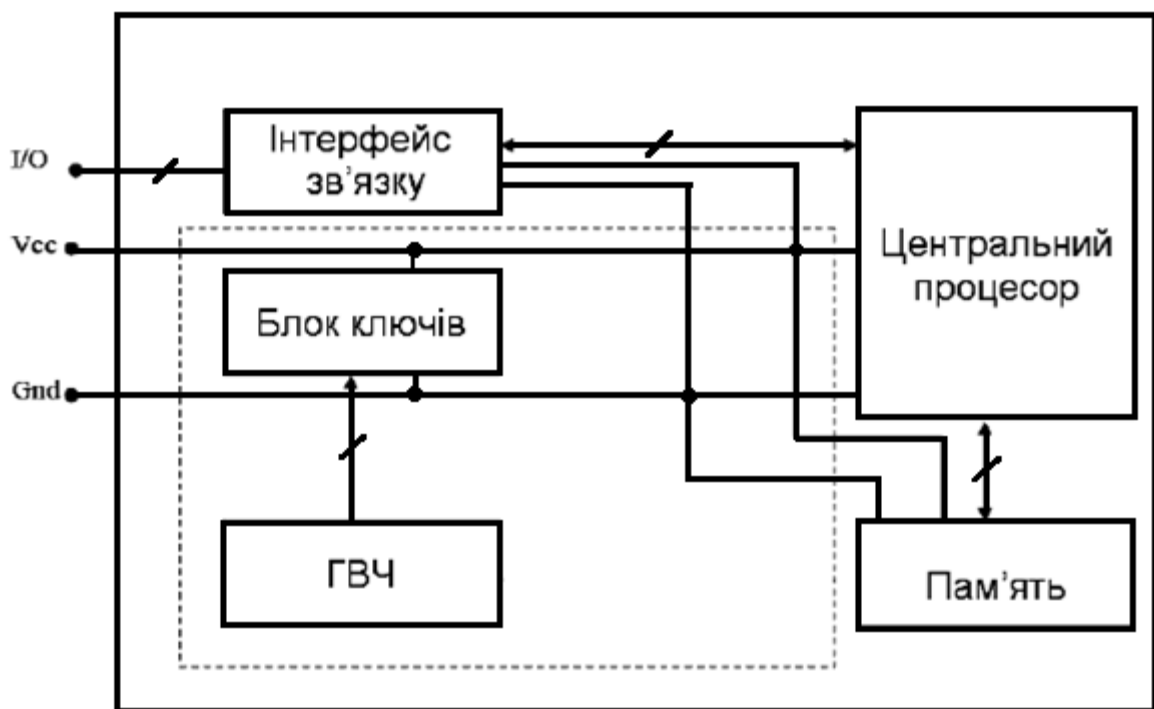 I/O
Інтерфейс
зв’язку
Vcc
Центральний
процесор
Блок ключів
Gnd
ГВЧ
Пам’ять